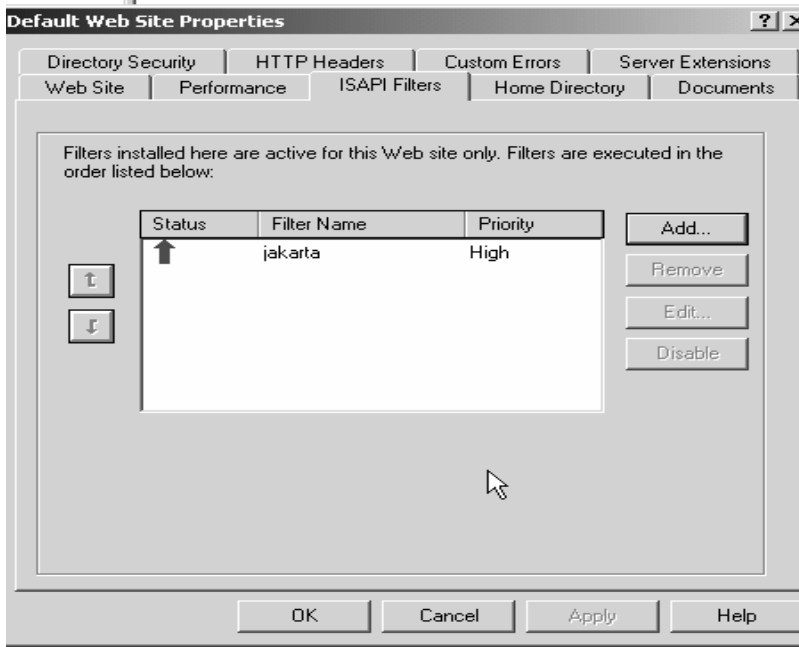 Default Web Site Properties
Directory Security HTTP Headers Custom Errors Server Extensions
Web Site Performance ISAPI Filters Home Directory Documents
Filters installed here are active for this Web site only. Filters are executed in the
order listed below:
Status Filter Name Priority
jakarta High
Add...
Remove
Edit...
Disable
OK Cancel Apply Help